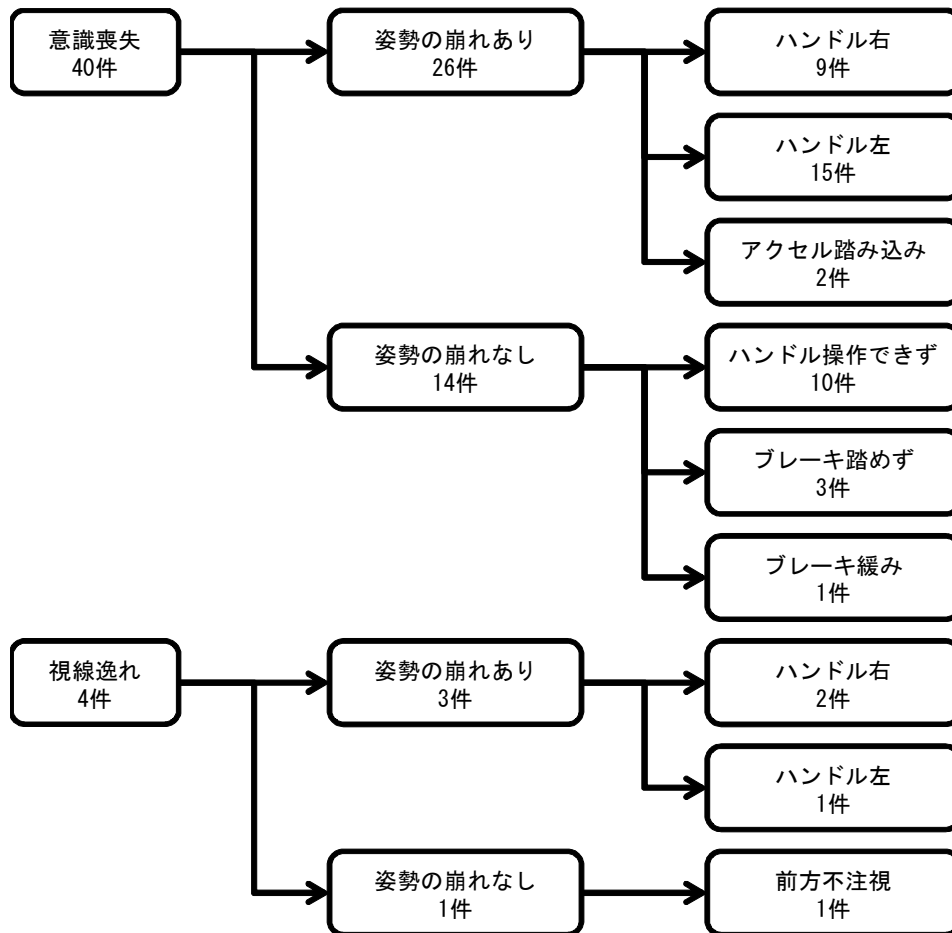 意識喪失
40件
姿勢の崩れあり
26件
ハンドル右
9件
ハンドル左
15件
アクセル踏み込み
2件
姿勢の崩れなし
14件
ハンドル操作できず
10件
ブレーキ踏めず
3件
ブレーキ緩み
1件
視線逸れ
4件
姿勢の崩れあり
3件
ハンドル右
2件
ハンドル左
1件
姿勢の崩れなし
1件
前方不注視
1件